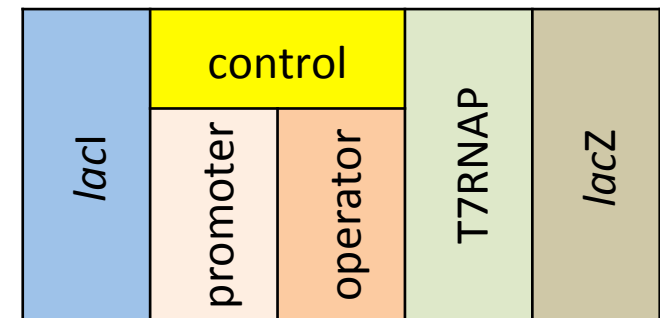 lacI
control
promoter
operator
T7RNAP
lacZ